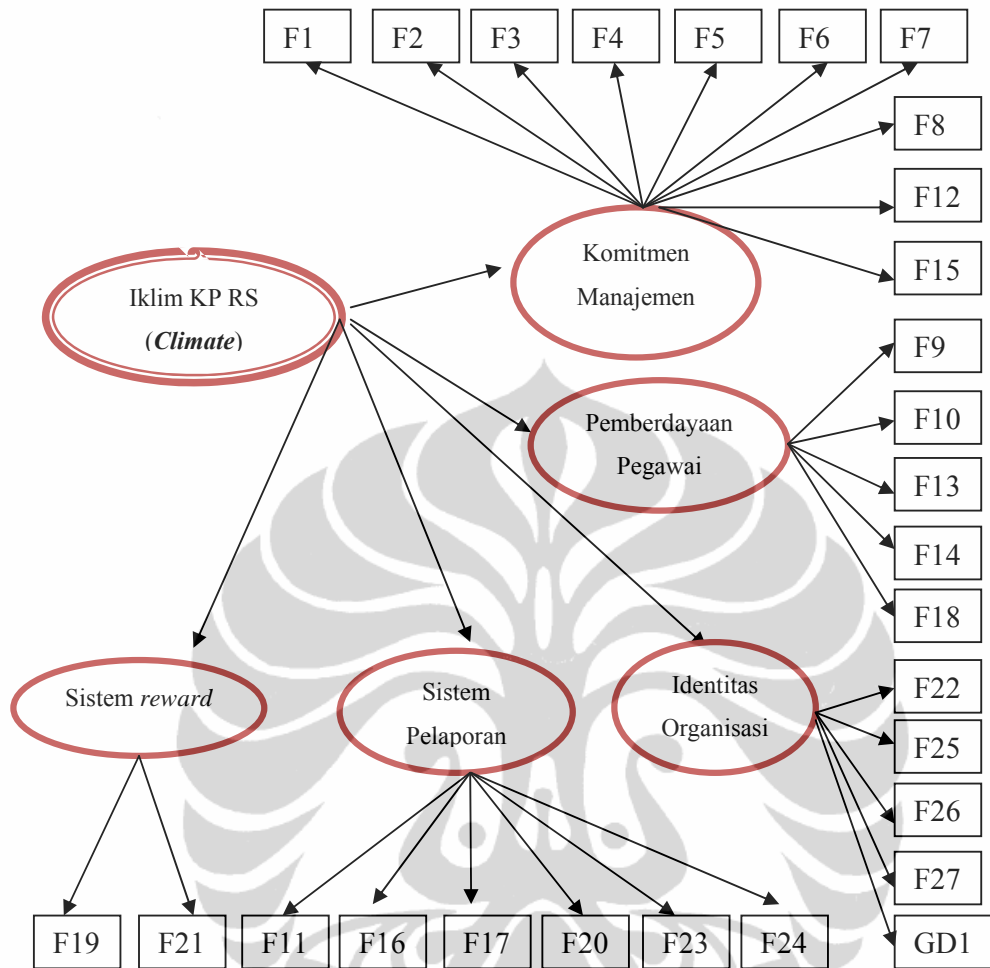 F1 F2 F3 F4 F5 F6 F7
F8
F12
F15
Komitmen
Manajemen
Iklim KP RS
(Climate)
F9
F10
F13
F14
F18
Pemberdayaan
Pegawai
Sistem reward
Sistem
Pelaporan
Identitas
Organisasi
F22
F25
F26
F27
GD1
F19 F21 F11 F16 F17 F20 F23 F24